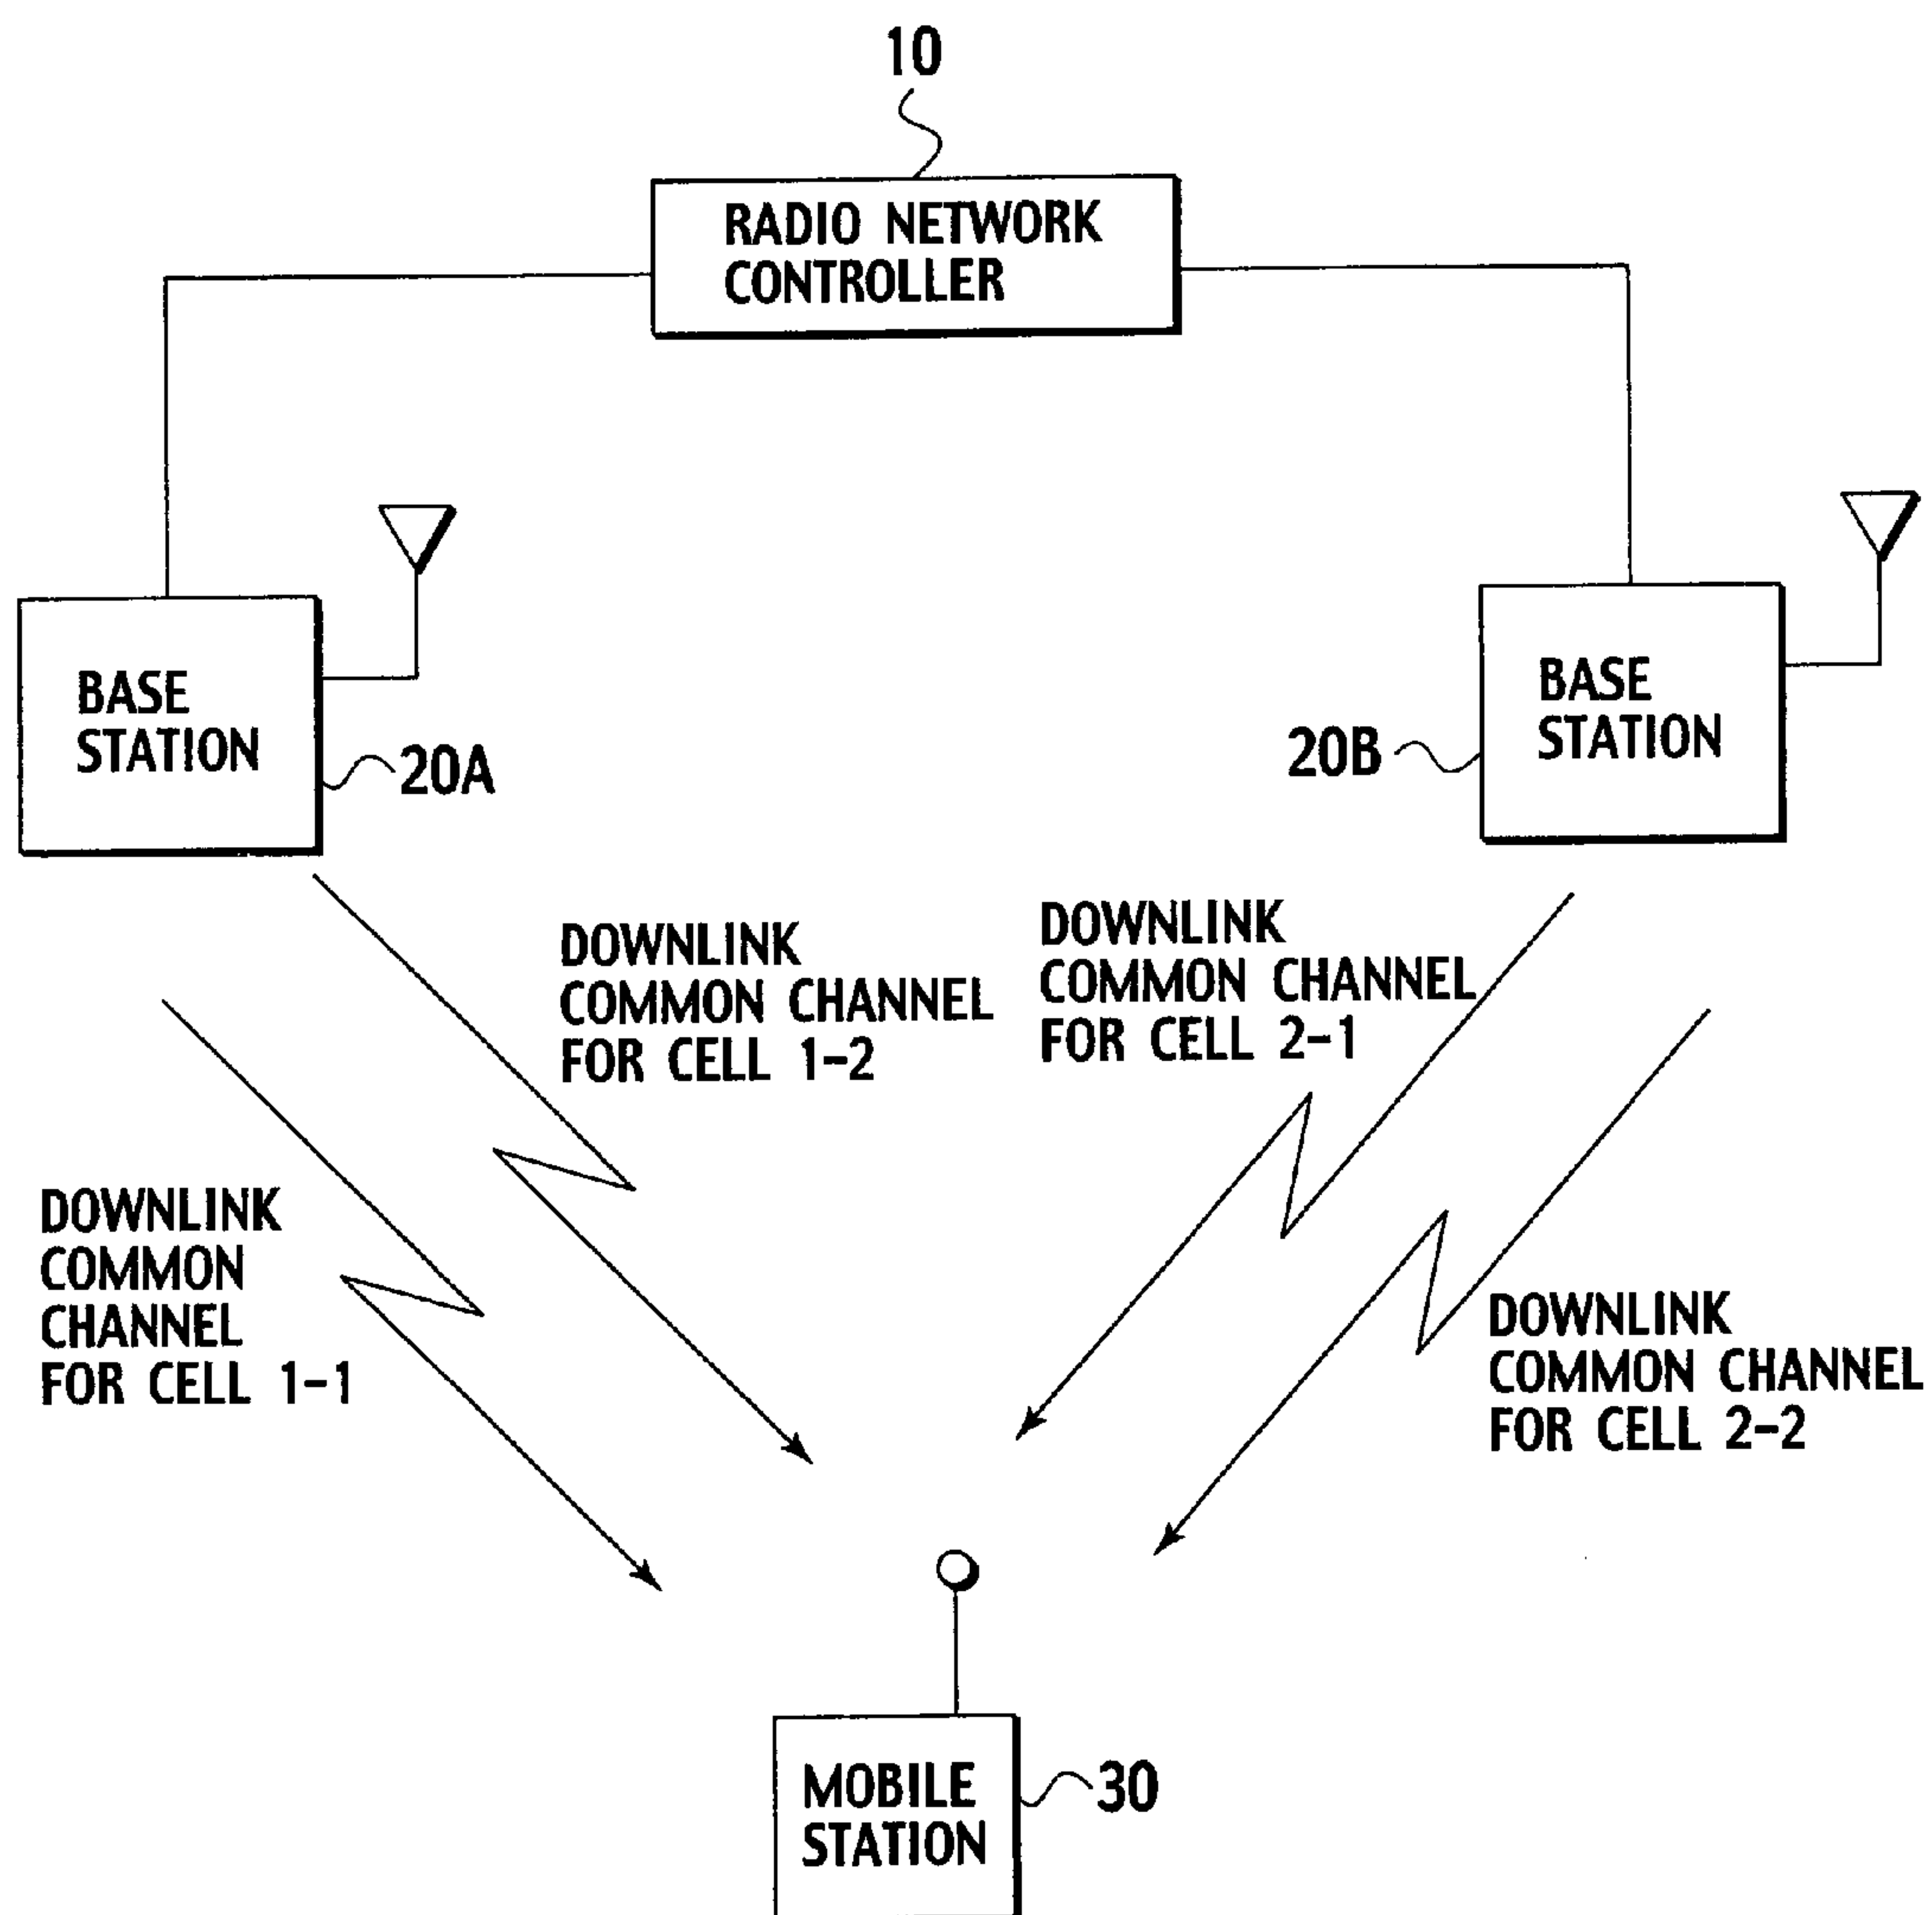 10
RADIO NETWORK
CONTROLLER
BASE
STATION
20A
20B
BASE
STATION
DOWNLINK
COMMON CHANNEL
FOR CELL 1-2
DOWNLINK
COMMON CHANNEL
FOR CELL 2-1
DOWNLINK
COMMON
CHANNEL
FOR CELL 1-1
DOWNLINK
COMMON CHANNEL
FOR CELL 2-2
MOBILE
STATION
30